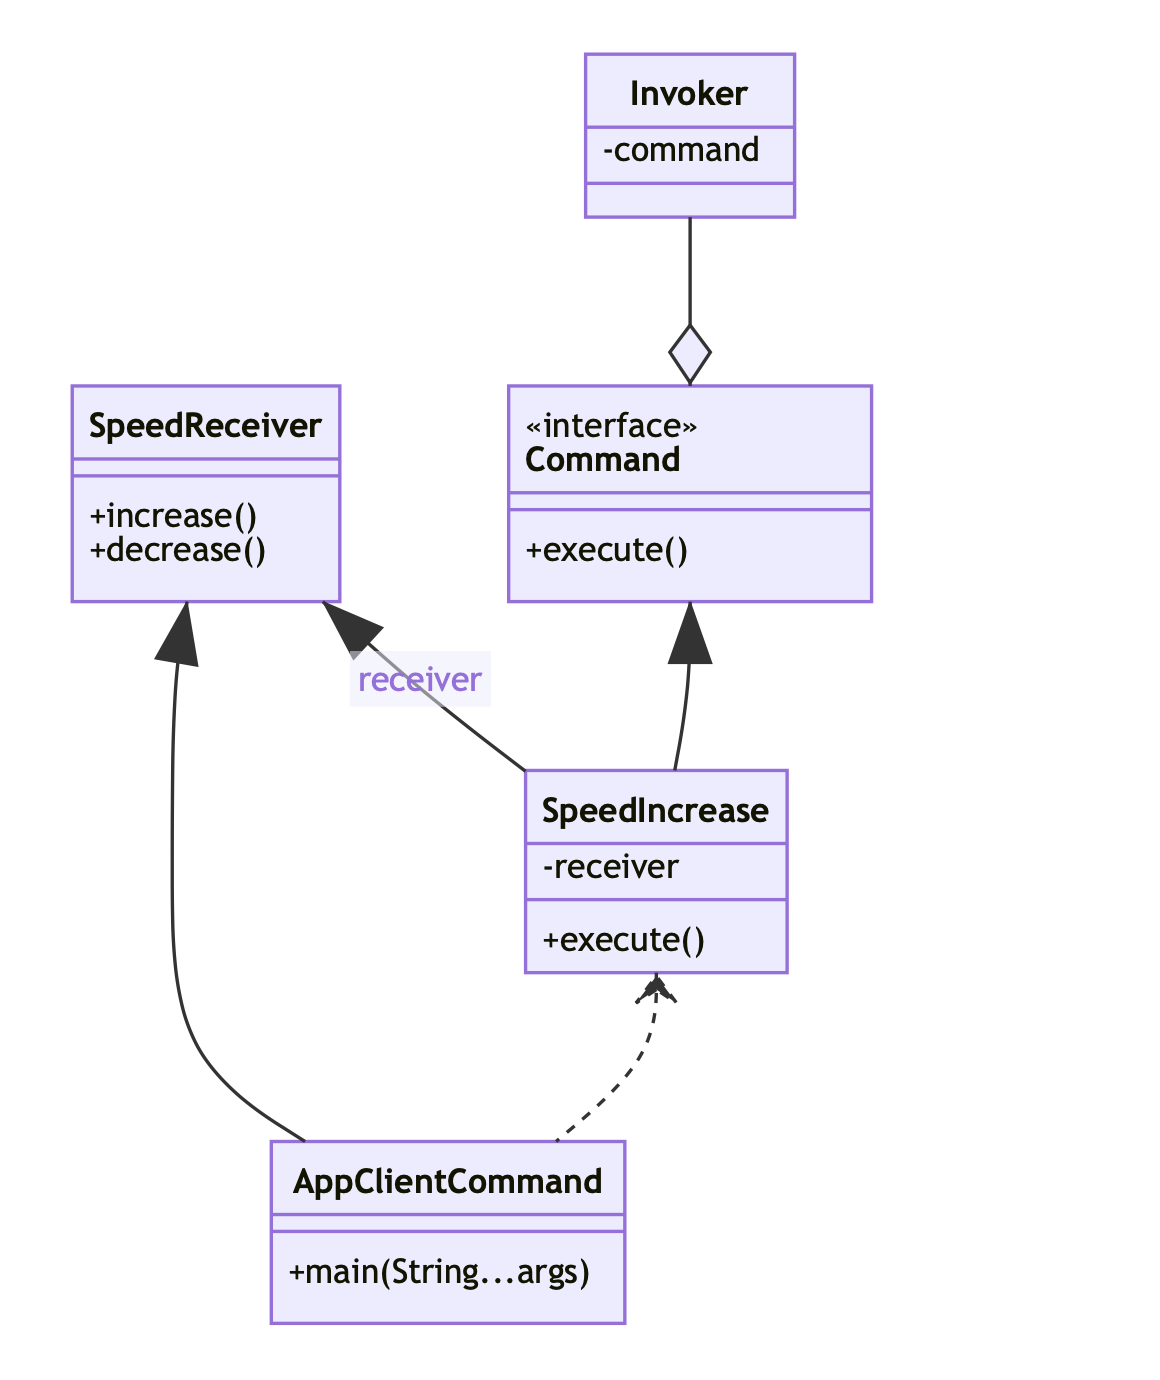 Invoker
-command
SpeedReceiver
+increase()
+decrease()
«interface»
Command
+execute()
receiver
SpeedIncrease
-receiver
+execute()
AppClientCommand
+main(String...args)